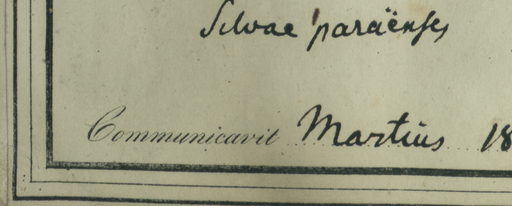 Silvae paraënses
Communicavit Martius 18